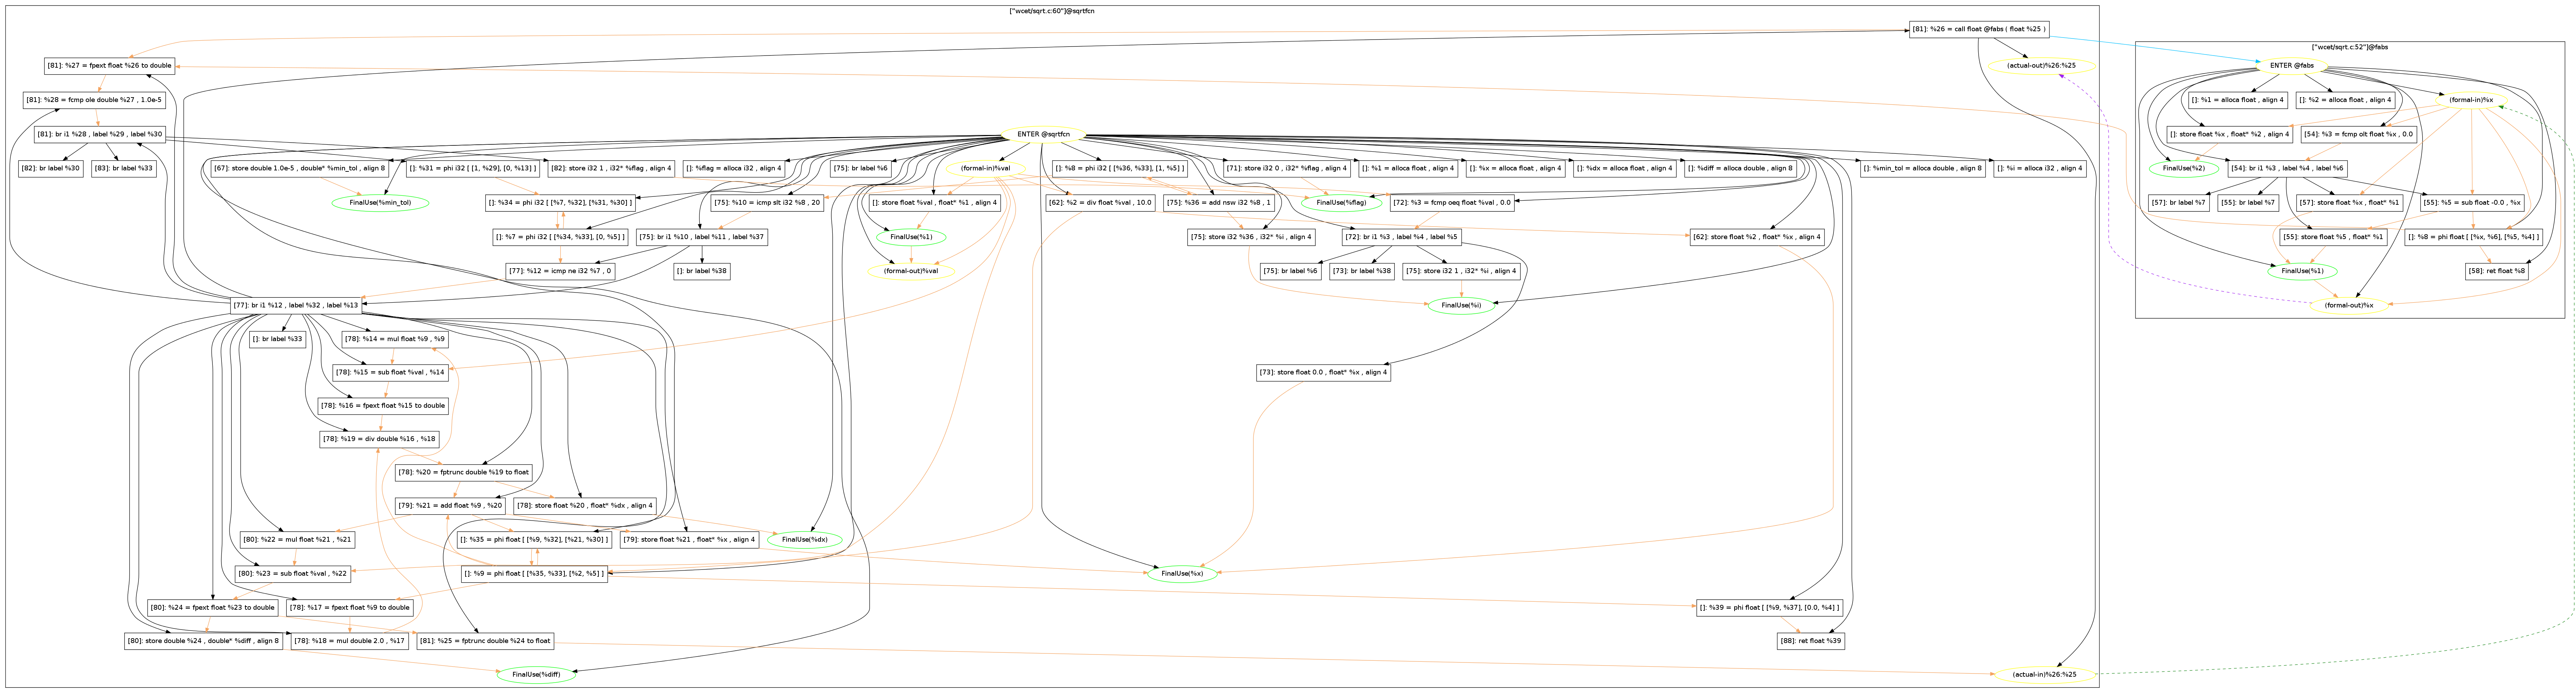 ["wcet/sqrt.c:60"]@sqrtfcn
[81]: %26 = call float @fabs ( float %25 )
["wcet/sqrt.c:52"]@fabs
[81]: %27 = fpext float %26 to double
(actual-out)%26:%25
ENTER @fabs
[81]: %28 = fcmp ole double %27 , 1.0e-5
[]: %1 = alloca float , align 4
[]: %2 = alloca float , align 4
(formal-in)%x
[81]: br i1 %28 , label %29 , label %30
ENTER @sqrtfcn
[]: store float %x , float* %2 , align 4
[54]: %3 = fcmp olt float %x , 0.0
[82]: br label %30
[83]: br label %33
[67]: store double 1.0e-5 , double* %min_tol , align 8
[]: %31 = phi i32 [ [1, %29], [0, %13] ]
[82]: store i32 1 , i32* %flag , align 4
[]: %flag = alloca i32 , align 4
[75]: br label %6
(formal-in)%val
[]: %8 = phi i32 [ [%36, %33], [1, %5] ]
[71]: store i32 0 , i32* %flag , align 4
[]: %1 = alloca float , align 4
[]: %x = alloca float , align 4
[]: %dx = alloca float , align 4
[]: %diff = alloca double , align 8
[]: %min_tol = alloca double , align 8
[]: %i = alloca i32 , align 4
FinalUse(%2)
[54]: br i1 %3 , label %4 , label %6
FinalUse(%min_tol)
[]: %34 = phi i32 [ [%7, %32], [%31, %30] ]
[75]: %10 = icmp slt i32 %8 , 20
[]: store float %val , float* %1 , align 4
[62]: %2 = div float %val , 10.0
[75]: %36 = add nsw i32 %8 , 1
FinalUse(%flag)
[72]: %3 = fcmp oeq float %val , 0.0
[57]: br label %7
[55]: br label %7
[57]: store float %x , float* %1
[55]: %5 = sub float -0.0 , %x
[]: %7 = phi i32 [ [%34, %33], [0, %5] ]
[75]: br i1 %10 , label %11 , label %37
FinalUse(%1)
[75]: store i32 %36 , i32* %i , align 4
[72]: br i1 %3 , label %4 , label %5
[62]: store float %2 , float* %x , align 4
[55]: store float %5 , float* %1
[]: %8 = phi float [ [%x, %6], [%5, %4] ]
[77]: %12 = icmp ne i32 %7 , 0
[]: br label %38
(formal-out)%val
[75]: br label %6
[73]: br label %38
[75]: store i32 1 , i32* %i , align 4
FinalUse(%1)
[58]: ret float %8
[77]: br i1 %12 , label %32 , label %13
FinalUse(%i)
(formal-out)%x
[]: br label %33
[78]: %14 = mul float %9 , %9
[78]: %15 = sub float %val , %14
[73]: store float 0.0 , float* %x , align 4
[78]: %16 = fpext float %15 to double
[78]: %19 = div double %16 , %18
[78]: %20 = fptrunc double %19 to float
[79]: %21 = add float %9 , %20
[78]: store float %20 , float* %dx , align 4
[80]: %22 = mul float %21 , %21
[]: %35 = phi float [ [%9, %32], [%21, %30] ]
[79]: store float %21 , float* %x , align 4
FinalUse(%dx)
[80]: %23 = sub float %val , %22
[]: %9 = phi float [ [%35, %33], [%2, %5] ]
FinalUse(%x)
[80]: %24 = fpext float %23 to double
[78]: %17 = fpext float %9 to double
[]: %39 = phi float [ [%9, %37], [0.0, %4] ]
[80]: store double %24 , double* %diff , align 8
[78]: %18 = mul double 2.0 , %17
[81]: %25 = fptrunc double %24 to float
[88]: ret float %39
FinalUse(%diff)
(actual-in)%26:%25